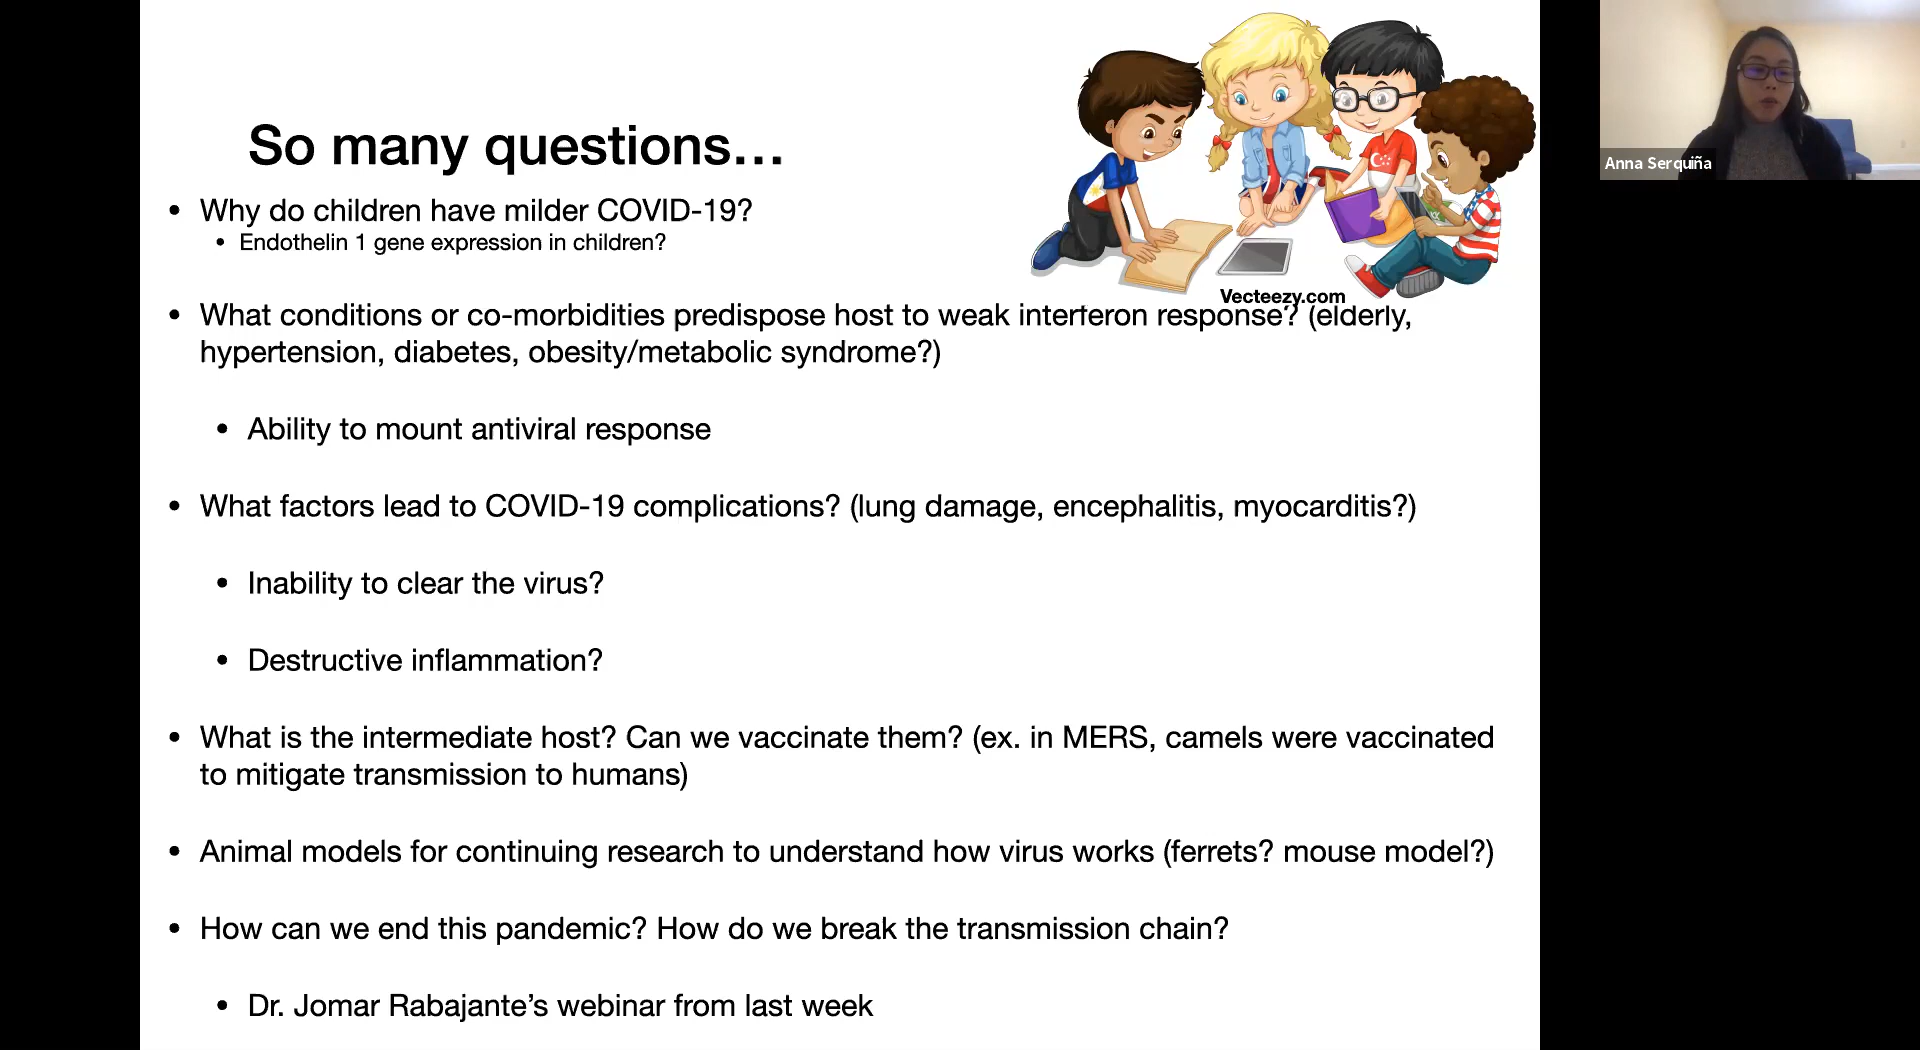 So many questions...
• Why do children have milder COVID-19?
• Endothelin 1 gene expression in children?
Vecteezy.com
• What conditions or co-morbidities predispose host to weak interferon response? (elderly,
hypertension, diabetes, obesity/metabolic syndrome?)
• Ability to mount antiviral response
• What factors lead to COVID-19 complications? (lung damage, encephalitis, myocarditis?)
• Inability to clear the virus?
• Destructive inflammation?
• What is the intermediate host? Can we vaccinate them? (ex. in MERS, camels were vaccinated
to mitigate transmission to humans)
• Animal models for continuing research to understand how virus works (ferrets? mouse model?)
• How can we end this pandemic? How do we break the transmission chain?
• Dr. Jomar Rabajante’s webinar from last week
Anna Serquiña